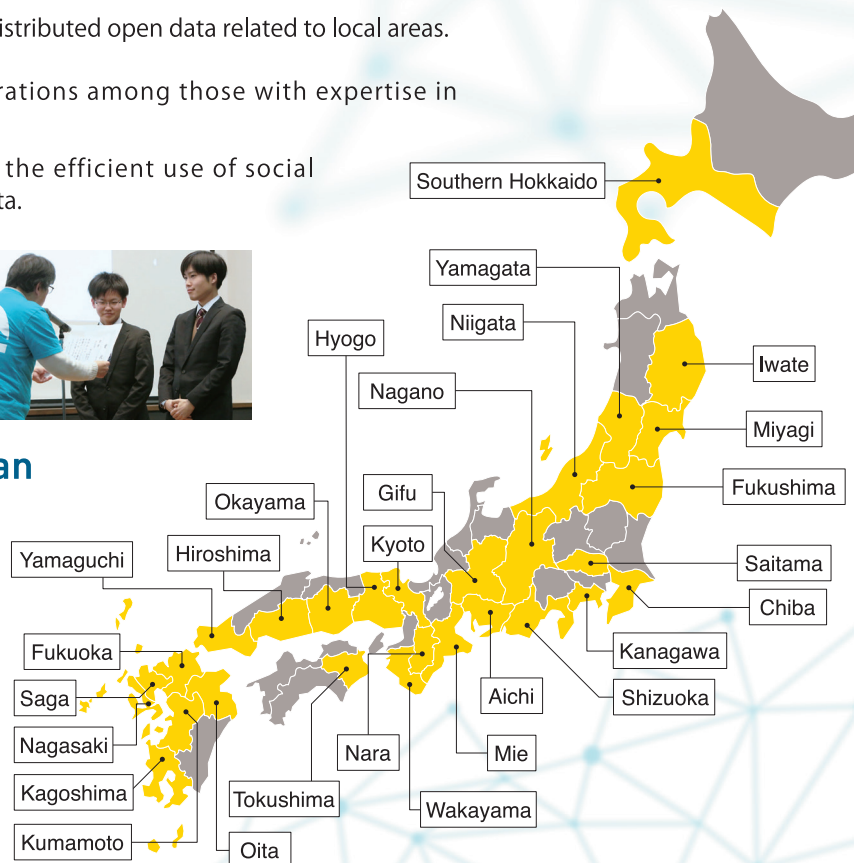 distributed open data related to local areas.
rations among those with expertise in
the efficient use of social
ta.
Southern Hokkaido
Yamagata
Niigata
Hyogo
Iwate
Nagano
Miyagi
an
Fukushima
Gifu
Okayama
Kyoto
Yamaguchi
Hiroshima
Saitama
Chiba
Fukuoka
Kanagawa
Saga
Aichi
Shizuoka
Nagasaki
Nara
Mie
Kagoshima
Tokushima
Wakayama
Kumamoto
Oita